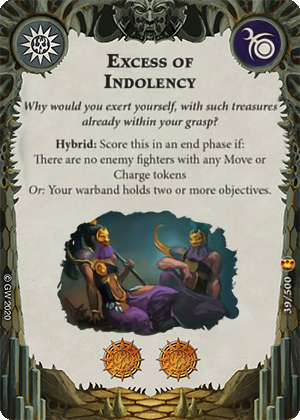 Excess of
Indolency
Why would you exert yourself, with such treasures
already within your grasp?
Hybrid: Score this in an end phase if:
There are no enemy fighters with any Move or
Charge tokens
Or: Your warband holds two or more objectives.
© GW 2020
39/500